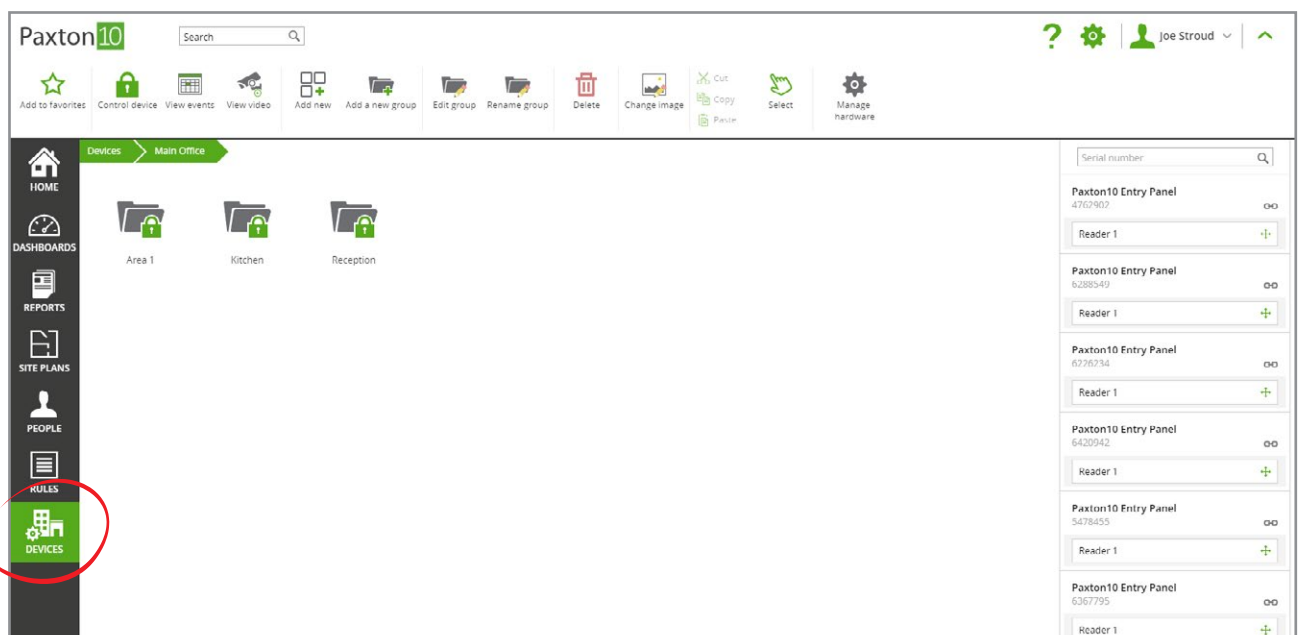 Paxton10
Search
Joe Stroud
Add to favorites
Control device
View events
View video
Add new
Add a new group
Edit group
Rename group
Delete
Change image
Cut
Copy
Paste
Select
Manage
hardware
HOME
DASHBOARDS
REPORTS
SITE PLANS
PEOPLE
RULES
DEVICES
Devices
Main Office
Area 1
Kitchen
Reception
Serial number
Paxton10 Entry Panel
4762902
Reader 1
Paxton10 Entry Panel
6288549
Reader 1
Paxton10 Entry Panel
6226234
Reader 1
Paxton10 Entry Panel
6420942
Reader 1
Paxton10 Entry Panel
5478455
Reader 1
Paxton10 Entry Panel
6367795
Reader 1